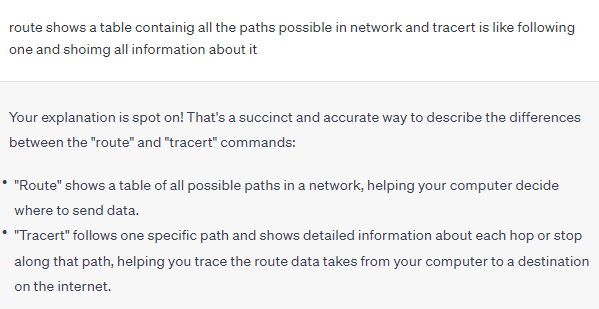 route shows a table containig all the paths possible in network and tracert is like following
one and shoimg all information about it
Your explanation is spot on! That's a succinct and accurate way to describe the differences
between the "route" and "tracert" commands:
• "Route" shows a table of all possible paths in a network, helping your computer decide
where to send data.
• "Tracert" follows one specific path and shows detailed information about each hop or stop
along that path, helping you trace the route data takes from your computer to a destination
on the internet.